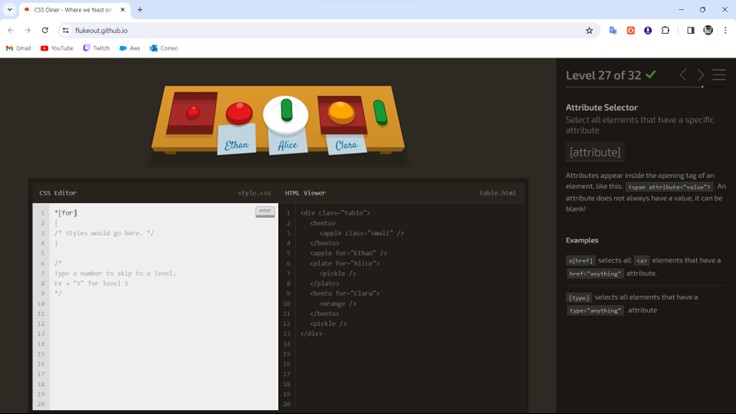 CSS Diner - Where we feast on
flukeout.github.io
Gmail
YouTube
Twitch
Aws
Correo
Ethan
Alice
Clara
Level 27 of 32
Attribute Selector
Select all elements that have a specific
attribute
[attribute]
Attributes appear inside the opening tag of an
element, like this: <span attribute="value">. An
attribute does not always have a value, it can be
blank!
Examples
a[href] selects all <a> elements that have a
href="anything" attribute.
[type] selects all elements that have a
type="anything". attribute
CSS Editor style.css
enter
1 *[for]
2 {
3 /* Styles would go here. */
4 }
5
6 /*
7 Type a number to skip to a level.
8 Ex → "5" for level 5
9 */
10
11
12
13
14
15
16
17
18
19
20
HTML Viewer table.html
1 <div class="table">
2 <bento>
3 <apple class="small" />
4 </bento>
5 <apple for="Ethan" />
6 <plate for="Alice">
7 <pickle />
8 </plate>
9 <bento for="Clara">
10 <orange />
11 </bento>
12 <pickle />
13 </div>
14
15
16
17
18
19
20